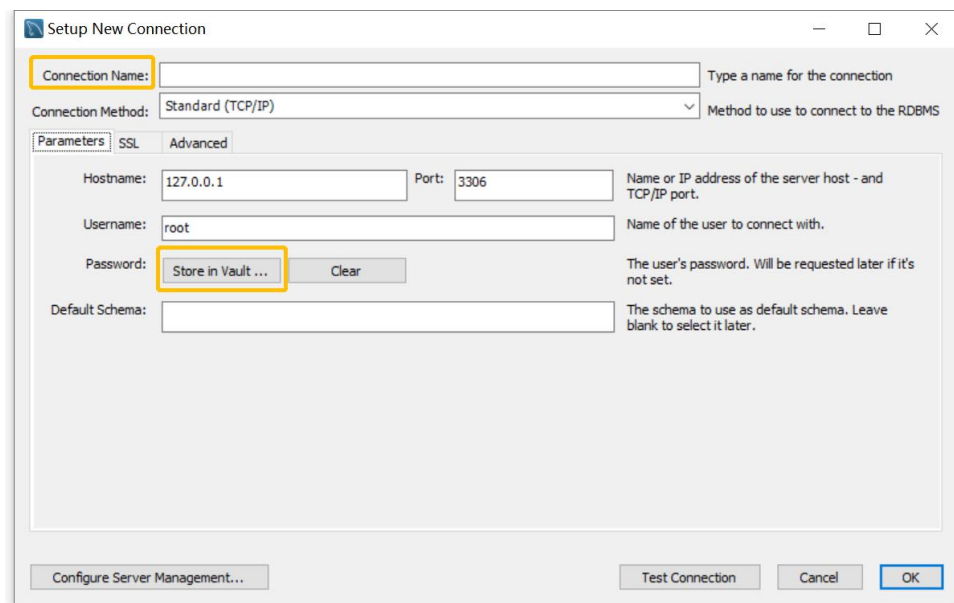 Setup New Connection
Connection Name:
Type a name for the connection
Connection Method: Standard (TCP/IP) Method to use to connect to the RDBMS
Parameters SSL Advanced
Hostname: 127.0.0.1 Port: 3306 Name or IP address of the server host - and
TCP/IP port.
Username: root Name of the user to connect with.
Password: Store in Vault ... Clear The user's password. Will be requested later if it's
not set.
Default Schema: The schema to use as default schema. Leave
blank to select it later.
Configure Server Management... Test Connection Cancel OK